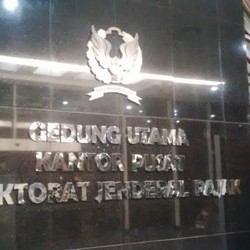 GEDUNG UTAMA
KANTOR PUSAT
KTORAT JENDERAL PAJAK